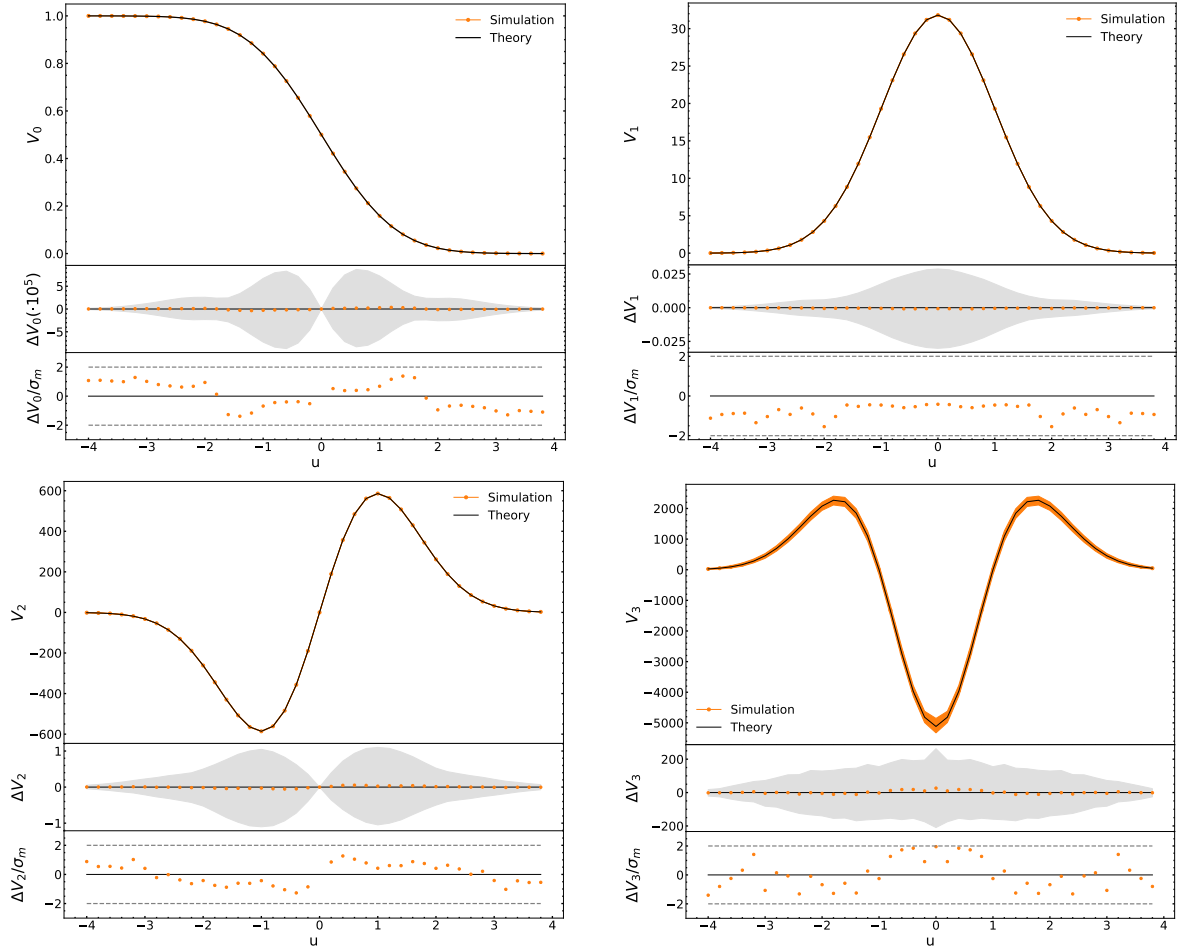 1.0
0.8
0.6
0.4
0.2
0.0
V₀
Simulation
Theory
5
0
−5
ΔV₀(·10⁵)
2
0
−2
ΔV₀/σₘ
−4 −3 −2 −1 0 1 2 3 4
u
30
25
20
15
10
5
0
V₁
Simulation
Theory
0.025
0.000
−0.025
ΔV₁
2
0
−2
ΔV₁/σₘ
−4 −3 −2 −1 0 1 2 3 4
u
600
400
200
0
−200
−400
−600
V₂
Simulation
Theory
1
0
−1
ΔV₂
2
0
−2
ΔV₂/σₘ
−4 −3 −2 −1 0 1 2 3 4
u
2000
1000
0
−1000
−2000
−3000
−4000
−5000
V₃
Simulation
Theory
200
0
−200
ΔV₃
2
0
−2
ΔV₃/σₘ
−4 −3 −2 −1 0 1 2 3 4
u